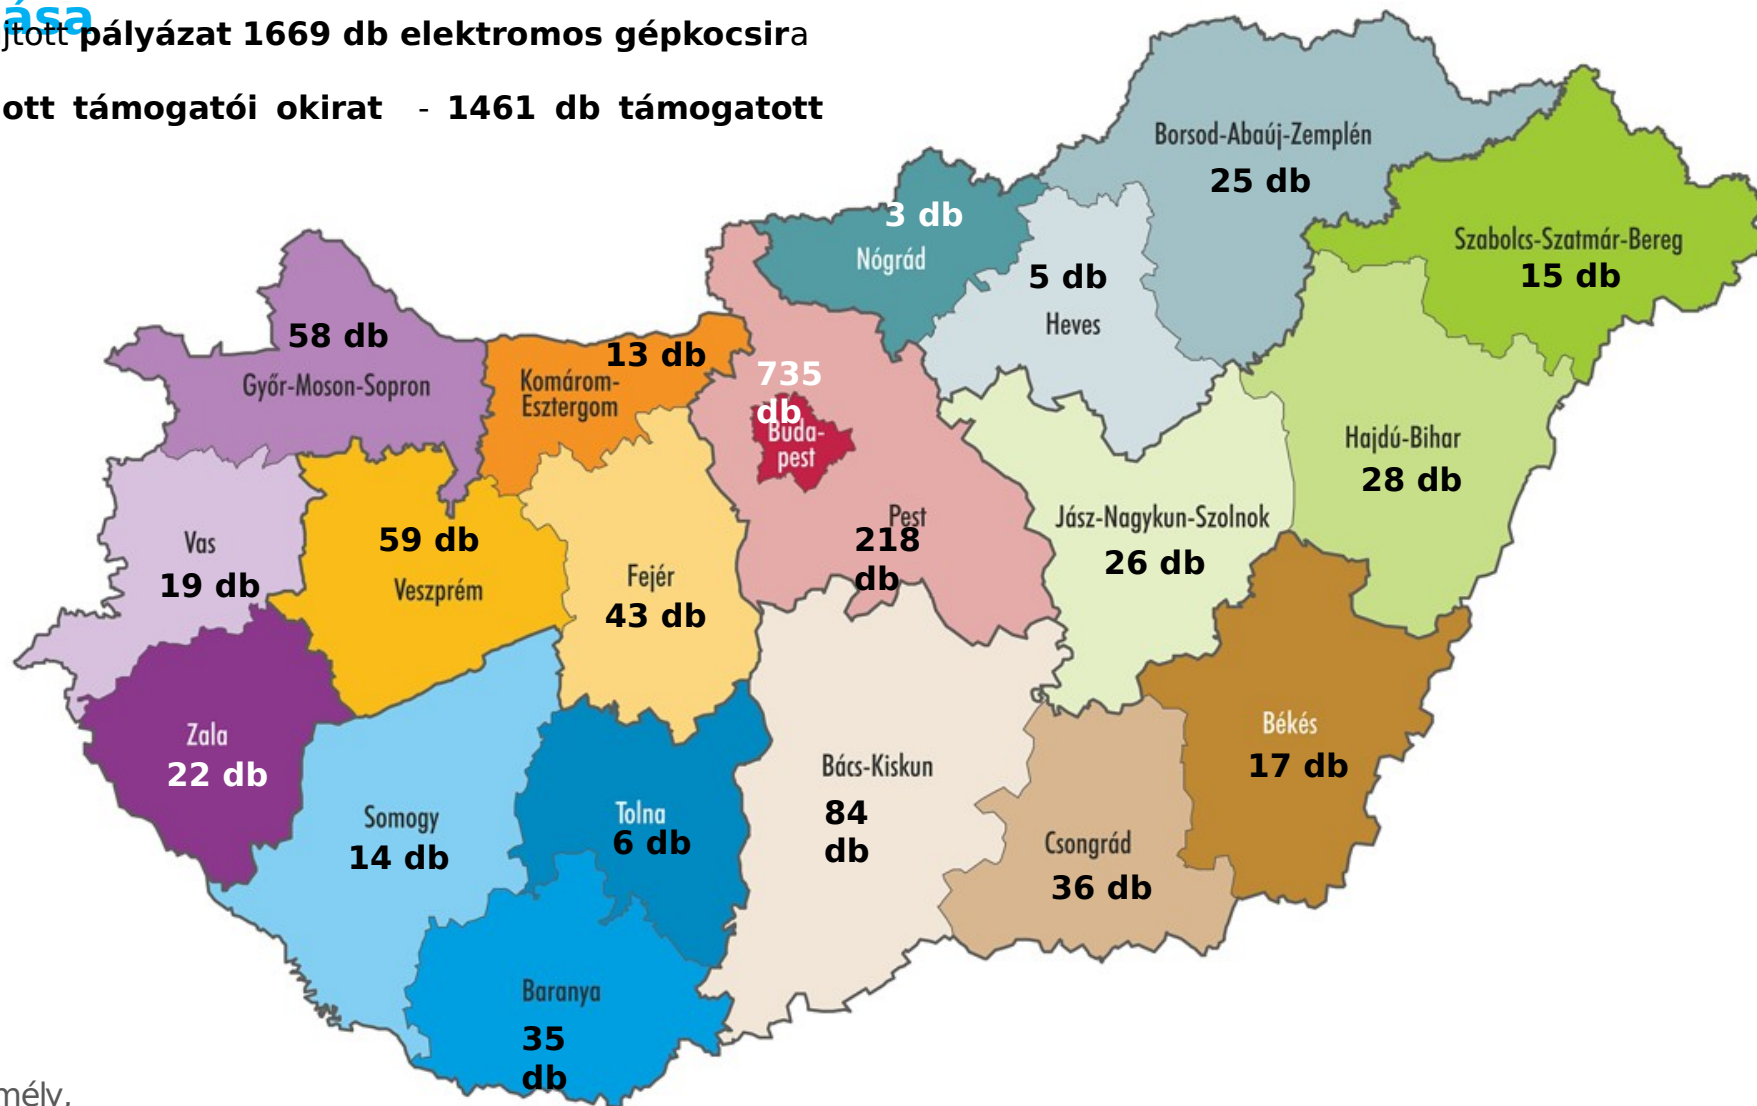 ása
jtott pályázat 1669 db elektromos gépkocsira
ott támogatói okirat - 1461 db támogatott
Borsod-Abaúj-Zemplén
25 db
3 db
Nógrád
Szabolcs-Szatmár-Bereg
15 db
5 db
Heves
58 db
Győr-Moson-Sopron
13 db
Komárom-
Esztergom
735
db
Buda-
pest
Hajdú-Bihar
28 db
Pest
218
db
Jász-Nagykun-Szolnok
26 db
Vas
19 db
59 db
Veszprém
Fejér
43 db
Zala
22 db
Békés
17 db
Bács-Kiskun
84
db
Somogy
14 db
Tolna
6 db
Csongrád
36 db
Baranya
35
db
mély,